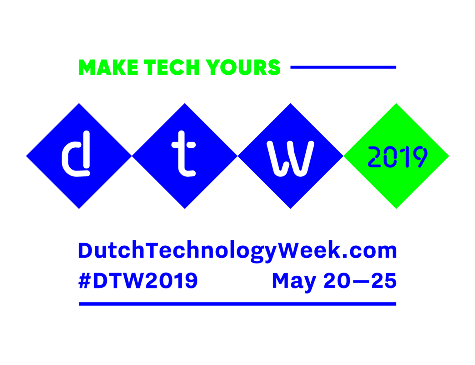 MAKE TECH YOURS
d t w 2019
DutchTechnologyWeek.com
#DTW2019 May 20—25